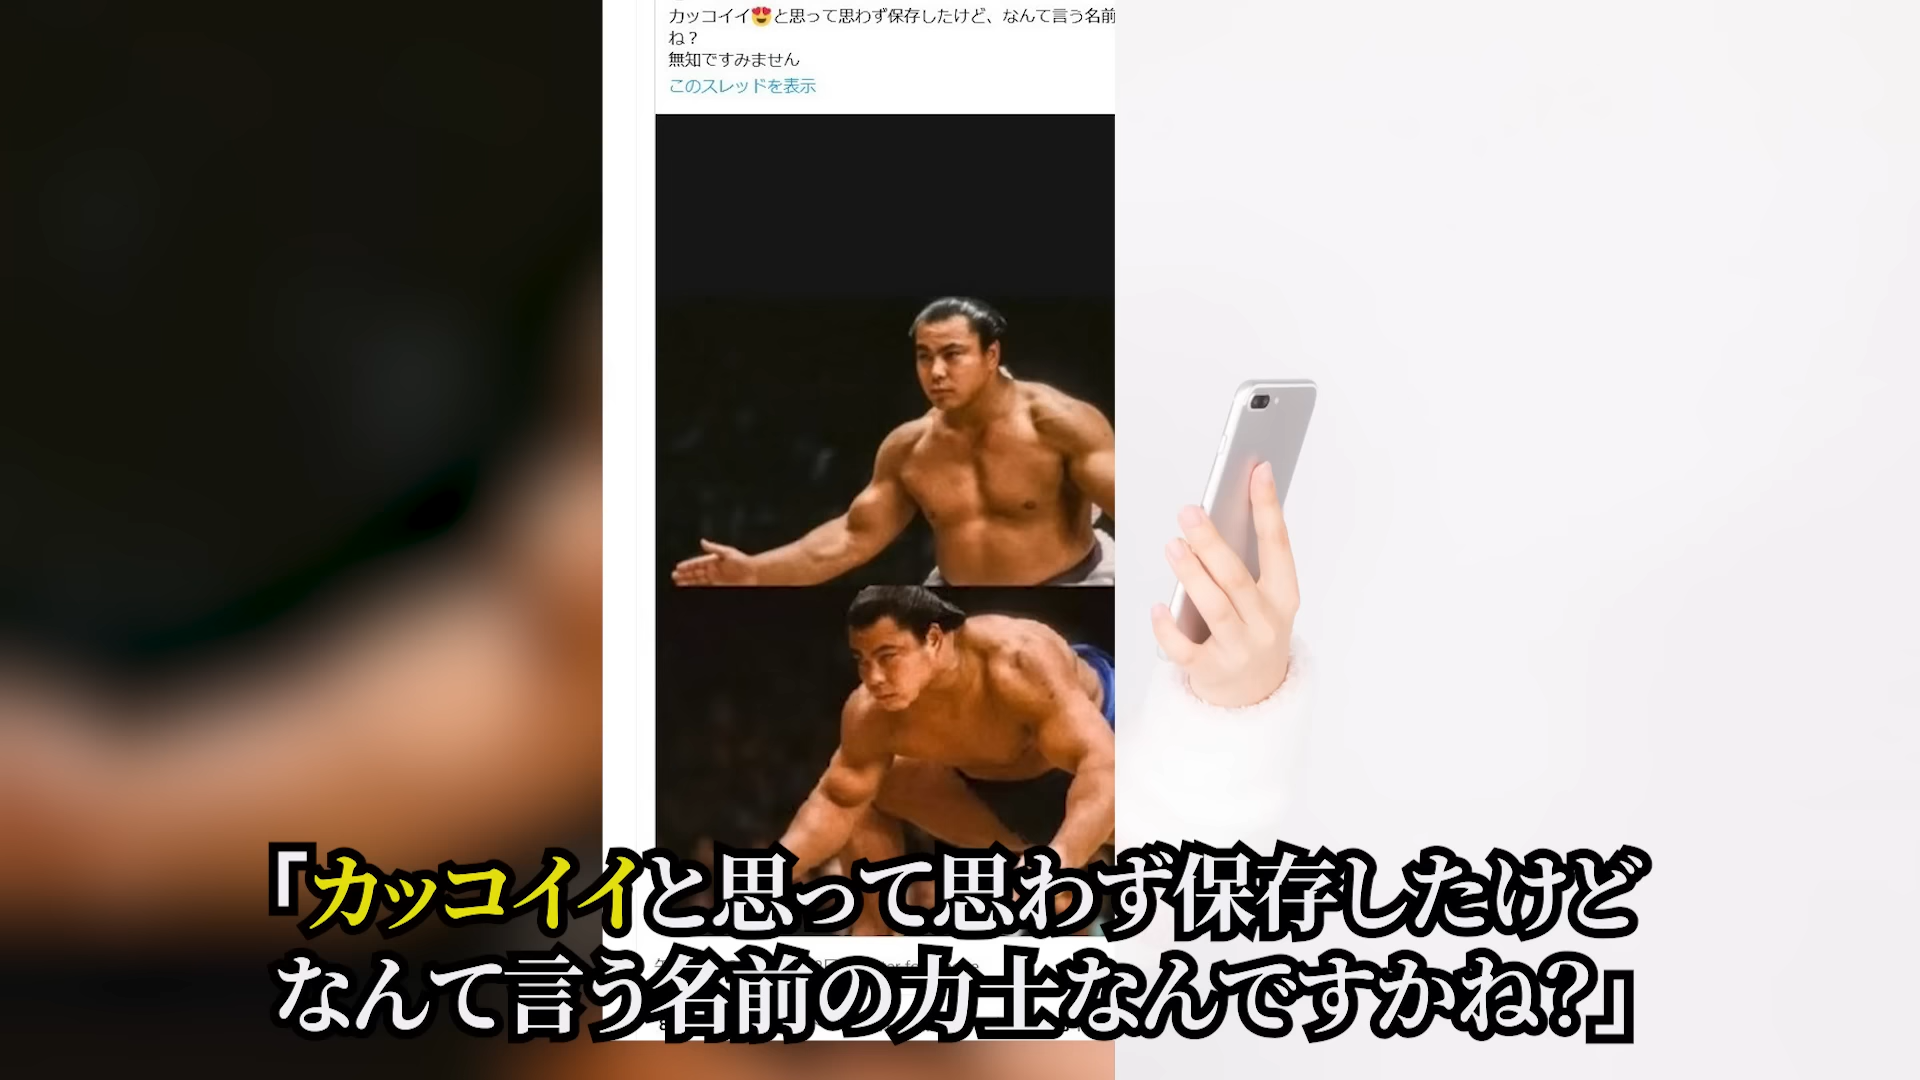 カッコイイ😍と思って思わず保存したけど、なんて言う名前
ね？
無知ですみません
このスレッドを表示
「カッコイイと思って思わず保存したけど
なんて言う名前の力士なんですかね？」